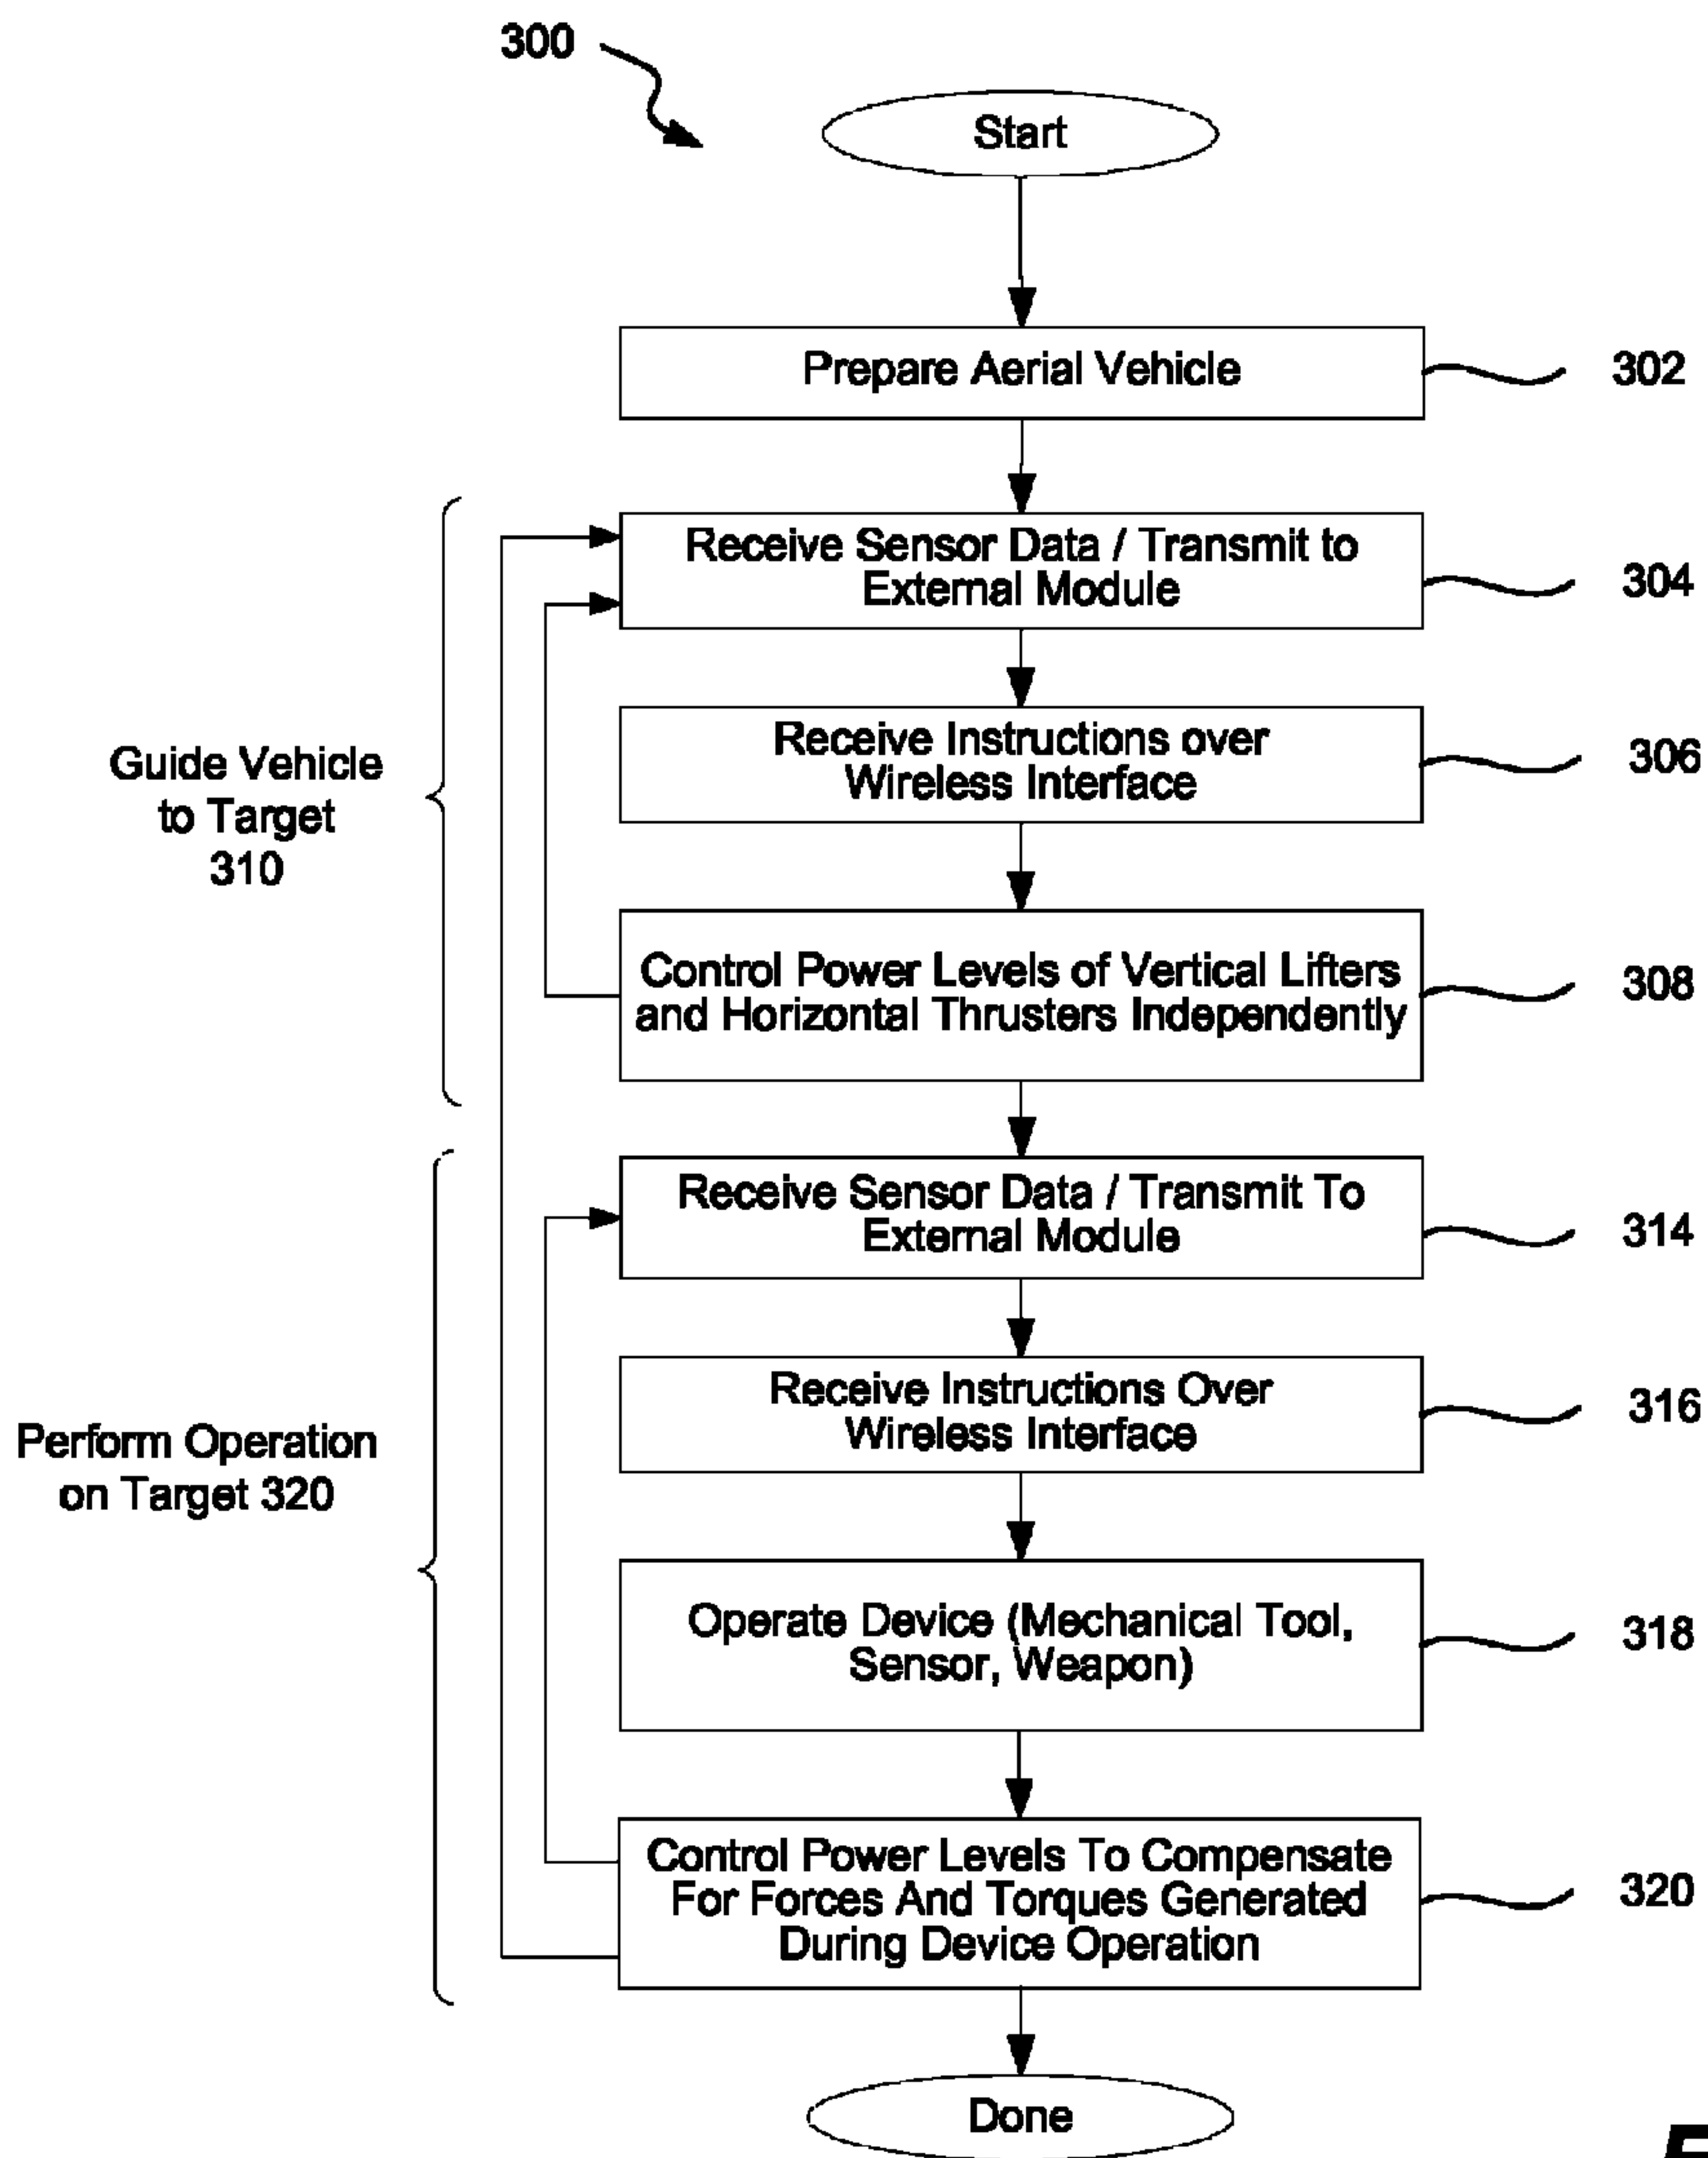 300
Start
Prepare Aerial Vehicle
302
Receive Sensor Data / Transmit to
External Module
304
Receive Instructions over
Wireless Interface
306
Guide Vehicle
to Target
310
Control Power Levels of Vertical Lifters
and Horizontal Thrusters Independently
308
Receive Sensor Data / Transmit To
External Module
314
Receive Instructions Over
Wireless Interface
316
Perform Operation
on Target 320
Operate Device (Mechanical Tool,
Sensor, Weapon)
318
Control Power Levels To Compensate
For Forces And Torques Generated
During Device Operation
320
Done